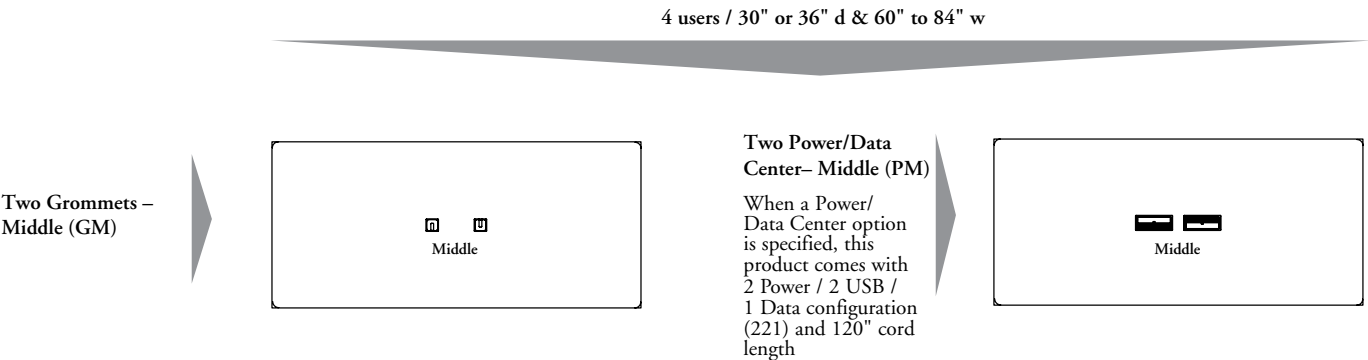 4 users / 30" or 36" d & 60" to 84" w
Two Grommets –
Middle (GM)
Middle
Two Power/Data
Center– Middle (PM)
When a Power/
Data Center option
is specified, this
product comes with
2 Power / 2 USB /
1 Data configuration
(221) and 120" cord
length
Middle